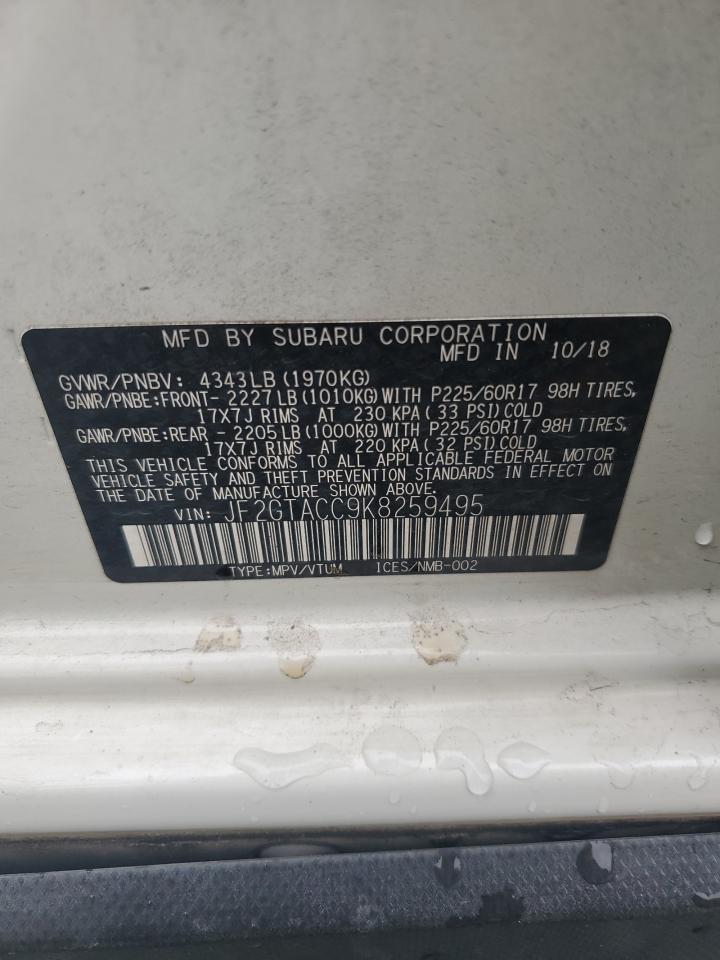 MFD BY SUBARU CORPORATION
MFD IN 10/18
GVWR/PNBV: 4343LB (1970KG)
GAWR/PNBE:FRONT- 2227LB (1010KG) WITH P225/60R17 98H TIRES,
17X7J RIMS AT 230 KPA( 33 PSI) COLD
GAWR/PNBE:REAR - 2205LB (1000KG) WITH P225/60R17 98H TIRES,
17X7J RIMS AT 220 KPA( 32 PSI) COLD
THIS VEHICLE CONFORMS TO ALL APPLICABLE FEDERAL MOTOR
VEHICLE SAFETY AND THEFT PREVENTION STANDARDS IN EFFECT ON
THE DATE OF MANUFACTURE SHOWN ABOVE.
VIN: JF2GTACC9K8259495
TYPE:MPV/VTUM ICES/NMB-002